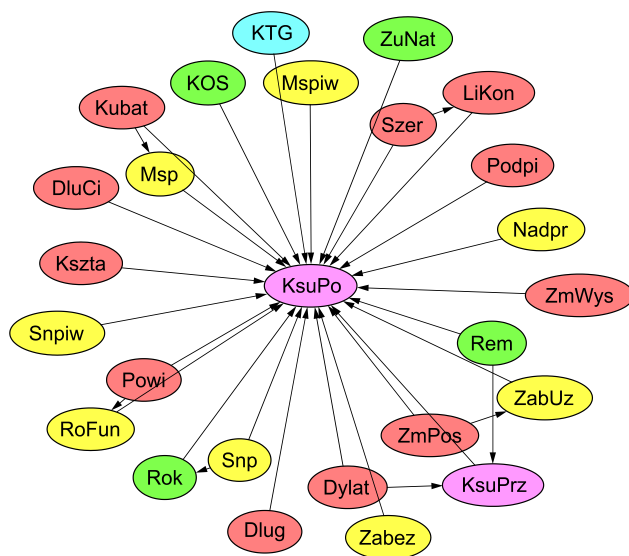 KTG
ZuNat
KOS
Mspiw
LiKon
Kubat
Szer
Msp
Podpi
DluCi
Nadpr
Kszta
KsuPo
ZmWys
Snpiw
Rem
Powi
ZabUz
RoFun
ZmPos
Snp
Rok
Dylat
KsuPrz
Dlug
Zabez